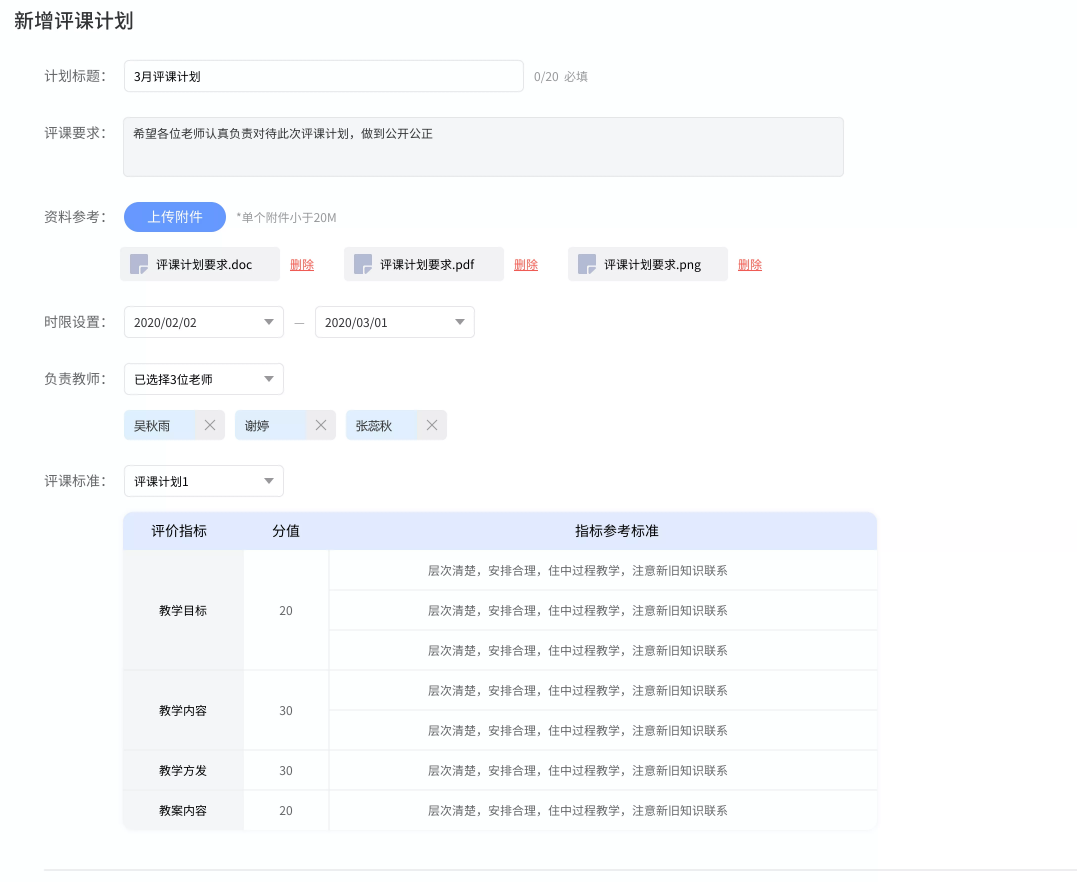 新增评课计划
计划标题： 3月评课计划 0/20 必填
评课要求： 希望各位老师认真负责对待此次评课计划，做到公开公正
资料参考： 上传附件 *单个附件小于20M
评课计划要求.doc 删除 评课计划要求.pdf 删除 评课计划要求.png 删除
时限设置： 2020/02/02 — 2020/03/01
负责教师： 已选择3位老师
吴秋雨 谢婷 张蕊秋
评课标准： 评课计划1
评价指标 分值 指标参考标准
层次清楚，安排合理，住中过程教学，注意新旧知识联系
教学目标 20 层次清楚，安排合理，住中过程教学，注意新旧知识联系
层次清楚，安排合理，住中过程教学，注意新旧知识联系
层次清楚，安排合理，住中过程教学，注意新旧知识联系
教学内容 30
层次清楚，安排合理，住中过程教学，注意新旧知识联系
教学方发 30 层次清楚，安排合理，住中过程教学，注意新旧知识联系
教案内容 20 层次清楚，安排合理，住中过程教学，注意新旧知识联系